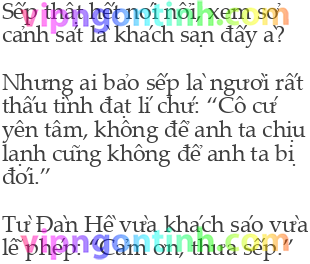 Sếp thật hết nói nổi, xem sở
cảnh sát là khách sạn đấy à?
vipngontinh.com
Nhưng ai bảo sếp là người rất
thấu tình đạt lí chứ: “Cô cứ
yên tâm, không để anh ta chịu
lạnh cũng không để anh ta bị
đói.”
Từ Đàn Hề vừa khách sáo vừa
lễ phép: “Cảm ơn, thưa sếp.”
vipngontinh.com